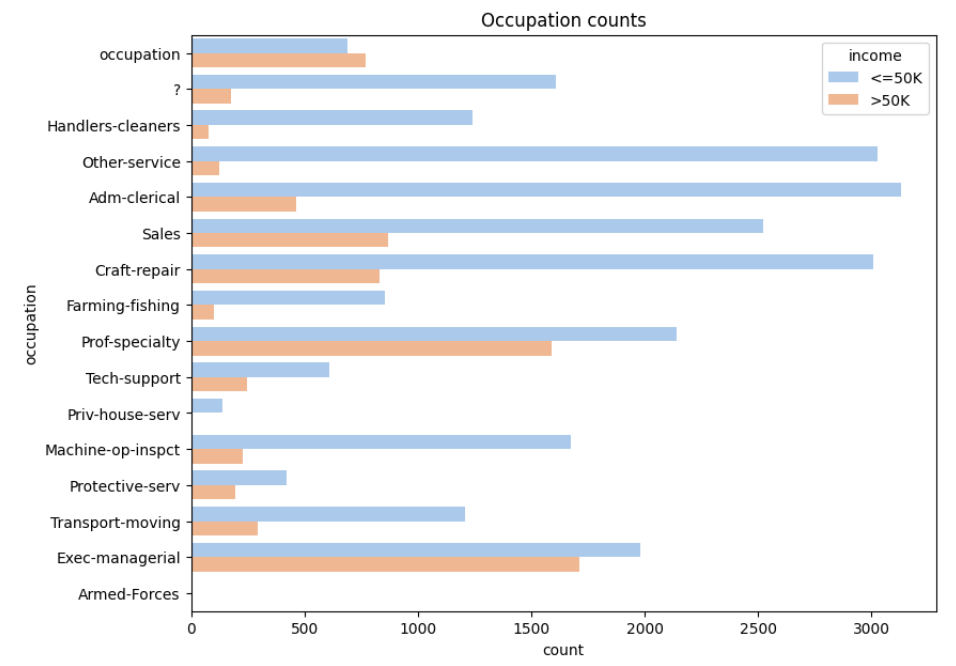 Occupation counts
income
<=50K
>50K
occupation
?
Handlers-cleaners
Other-service
Adm-clerical
Sales
Craft-repair
Farming-fishing
Prof-specialty
Tech-support
Priv-house-serv
Machine-op-inspct
Protective-serv
Transport-moving
Exec-managerial
Armed-Forces
occupation
0 500 1000 1500 2000 2500 3000
count